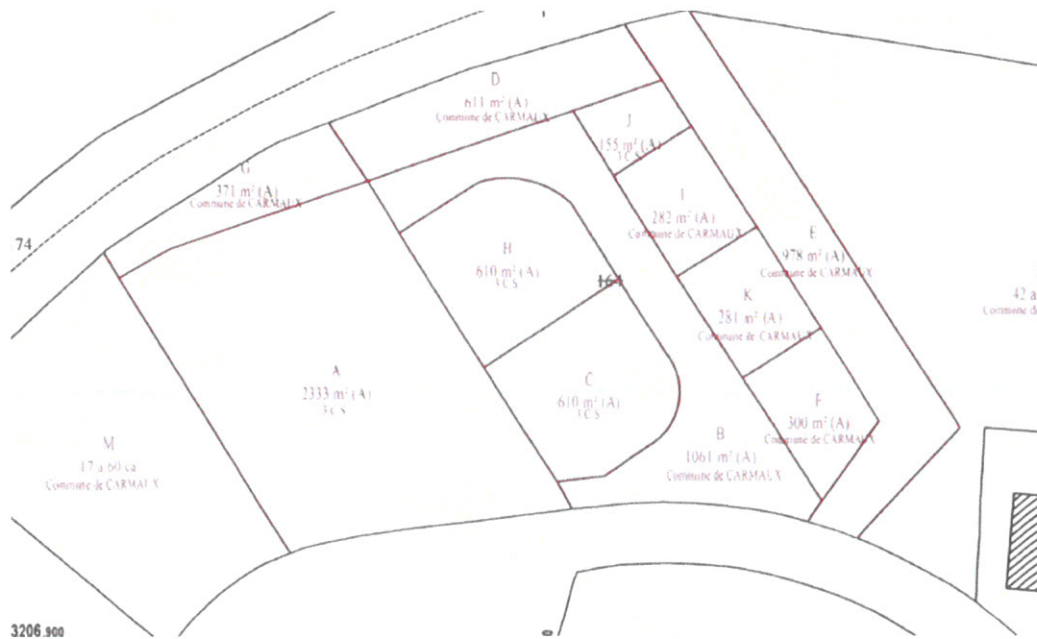 D
611 m² (A)
Commune de CARMAUX
J
155 m² (A)
3 C S
G
371 m² (A)
Commune de CARMAUX
I
282 m² (A)
Commune de CARMAUX
74
H
610 m² (A)
3 C S
164
E
978 m² (A)
Commune de CARMAUX
K
281 m² (A)
Commune de CARMAUX
42 a
Commune de
A
2333 m² (A)
3 C S
C
610 m² (A)
3 C S
F
300 m² (A)
Commune de CARMAUX
M
17 a 60 ca
Commune de CARMAUX
B
1061 m² (A)
Commune de CARMAUX
3206.900